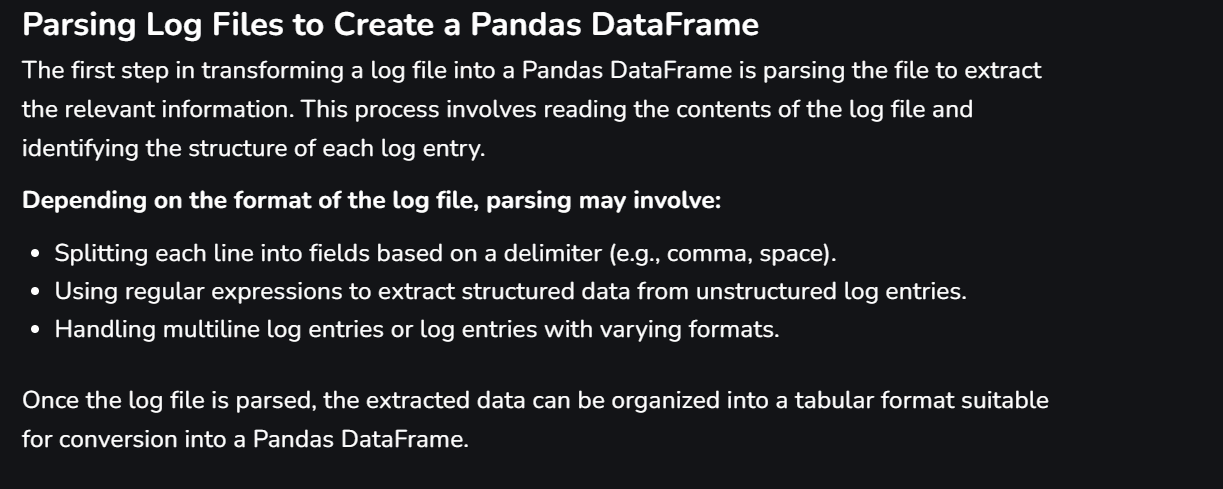 Parsing Log Files to Create a Pandas DataFrame
The first step in transforming a log file into a Pandas DataFrame is parsing the file to extract
the relevant information. This process involves reading the contents of the log file and
identifying the structure of each log entry.
Depending on the format of the log file, parsing may involve:
• Splitting each line into fields based on a delimiter (e.g., comma, space).
• Using regular expressions to extract structured data from unstructured log entries.
• Handling multiline log entries or log entries with varying formats.
Once the log file is parsed, the extracted data can be organized into a tabular format suitable
for conversion into a Pandas DataFrame.